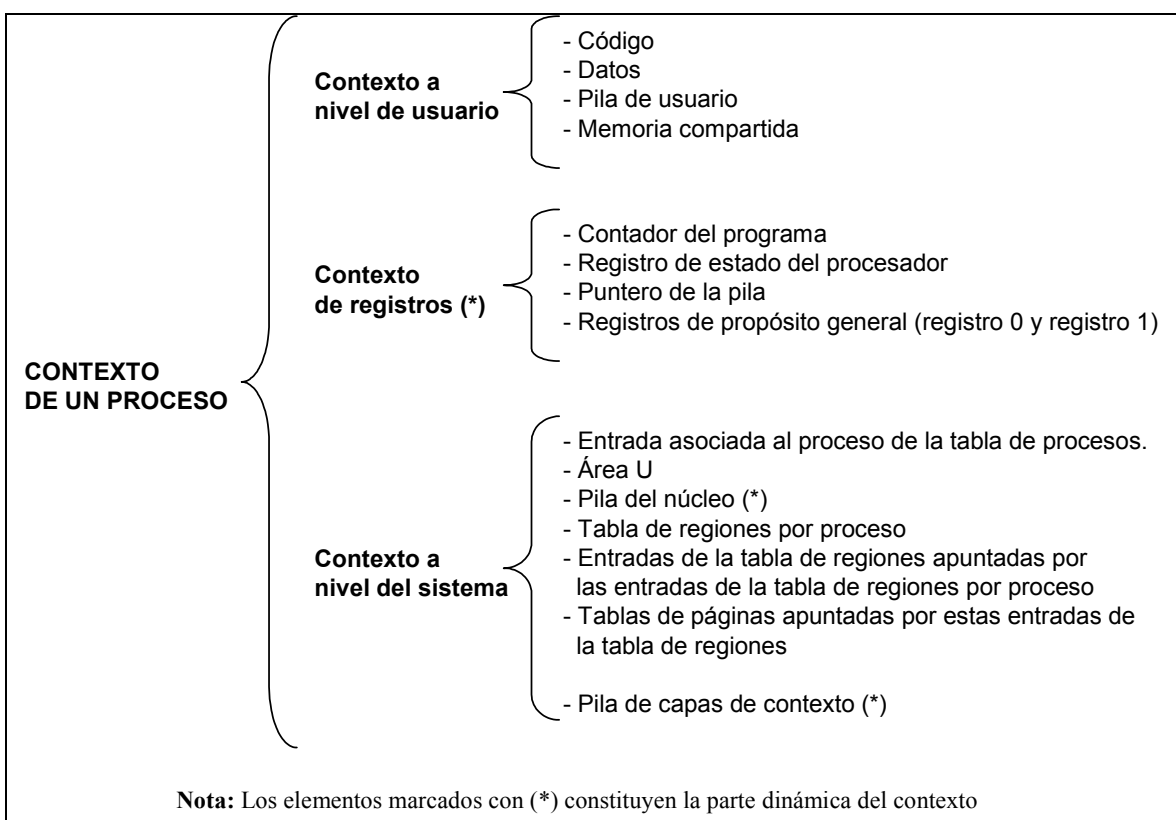 Contexto a
nivel de usuario
- Código
- Datos
- Pila de usuario
- Memoria compartida
Contexto
de registros (*)
- Contador del programa
- Registro de estado del procesador
- Puntero de la pila
- Registros de propósito general (registro 0 y registro 1)
CONTEXTO
DE UN PROCESO
Contexto a
nivel del sistema
- Entrada asociada al proceso de la tabla de procesos.
- Área U
- Pila del núcleo (*)
- Tabla de regiones por proceso
- Entradas de la tabla de regiones apuntadas por
las entradas de la tabla de regiones por proceso
- Tablas de páginas apuntadas por estas entradas de
la tabla de regiones
- Pila de capas de contexto (*)
Nota: Los elementos marcados con (*) constituyen la parte dinámica del contexto